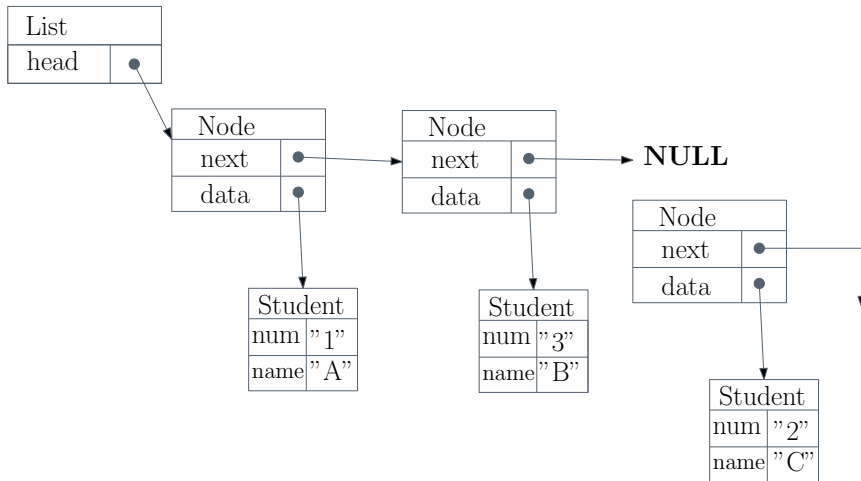 List
head
Node
next
data
Node
next
data
NULL
Node
next
data
Student
num "1"
name "A"
Student
num "3"
name "B"
Student
num "2"
name "C"